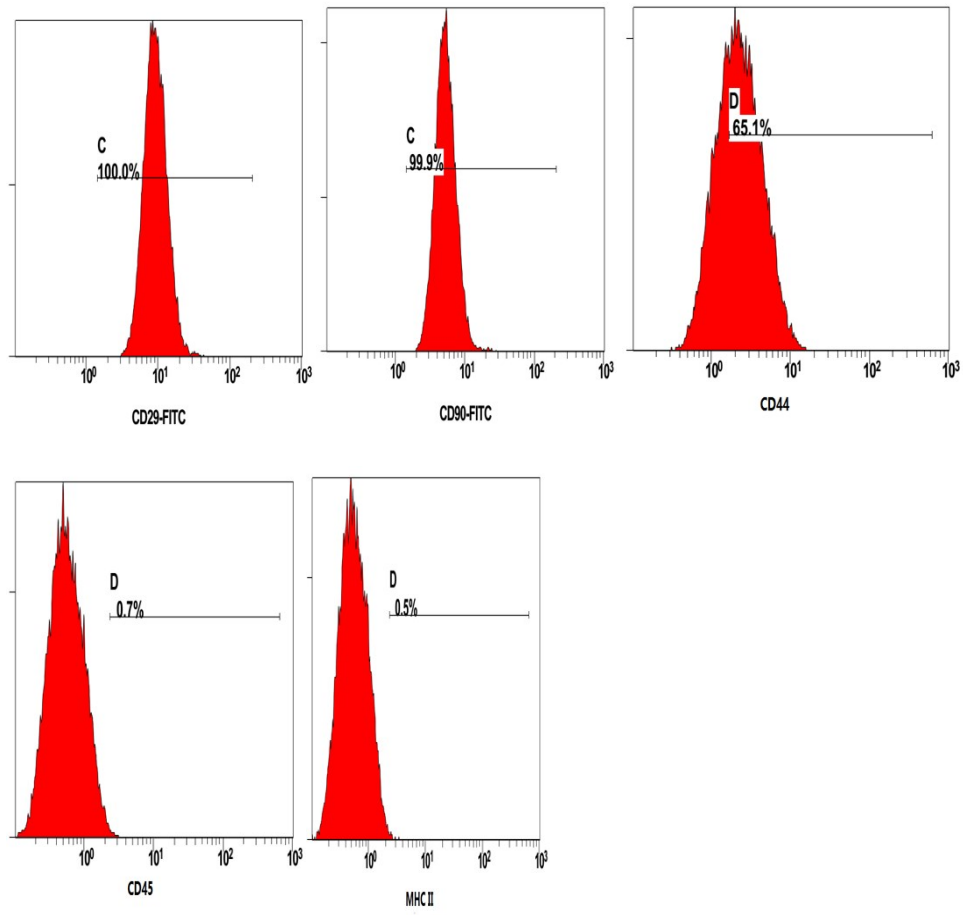 C
100.0%
10⁰ 10¹ 10² 10³
CD29-FITC
C
99.9%
10⁰ 10¹ 10² 10³
CD90-FITC
D
65.1%
10⁰ 10¹ 10² 10³
CD44
D
0.7%
10⁰ 10¹ 10² 10³
CD45
D
0.5%
10⁰ 10¹ 10² 10³
MHC II